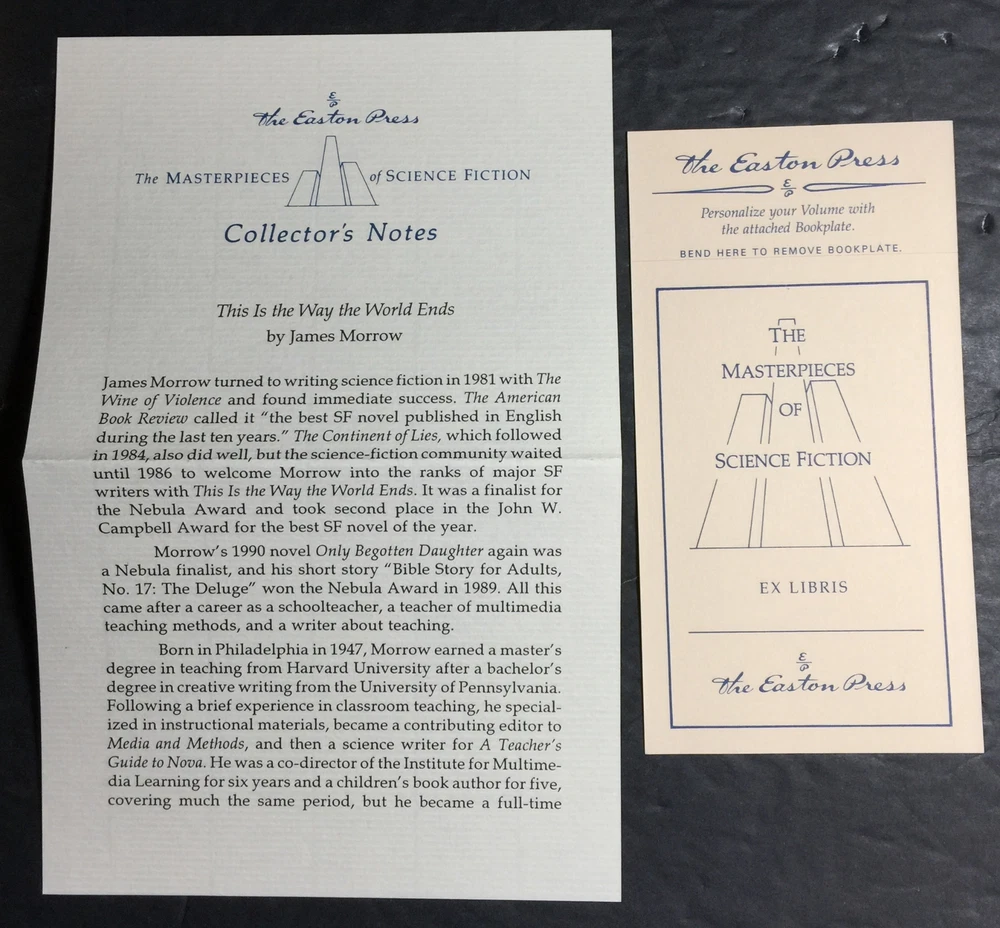 E
P
the Easton Press
The MASTERPIECES of SCIENCE FICTION
Collector's Notes
This Is the Way the World Ends
by James Morrow
James Morrow turned to writing science fiction in 1981 with The
Wine of Violence and found immediate success. The American
Book Review called it “the best SF novel published in English
during the last ten years.” The Continent of Lies, which followed
in 1984, also did well, but the science-fiction community waited
until 1986 to welcome Morrow into the ranks of major SF
writers with This Is the Way the World Ends. It was a finalist for
the Nebula Award and took second place in the John W.
Campbell Award for the best SF novel of the year.
Morrow’s 1990 novel Only Begotten Daughter again was
a Nebula finalist, and his short story “Bible Story for Adults,
No. 17: The Deluge” won the Nebula Award in 1989. All this
came after a career as a schoolteacher, a teacher of multimedia
teaching methods, and a writer about teaching.
Born in Philadelphia in 1947, Morrow earned a master’s
degree in teaching from Harvard University after a bachelor’s
degree in creative writing from the University of Pennsylvania.
Following a brief experience in classroom teaching, he special-
ized in instructional materials, became a contributing editor to
Media and Methods, and then a science writer for A Teacher’s
Guide to Nova. He was a co-director of the Institute for Multime-
dia Learning for six years and a children’s book author for five,
covering much the same period, but he became a full-time
the Easton Press
E
P
Personalize your Volume with
the attached Bookplate.
BEND HERE TO REMOVE BOOKPLATE.
THE
MASTERPIECES
OF
SCIENCE FICTION
EX LIBRIS
E
P
the Easton Press